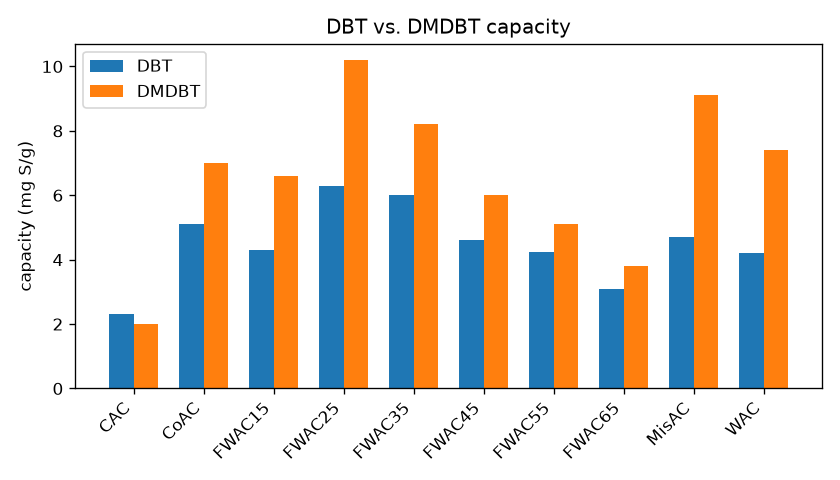 DBT vs. DMDBT capacity
DBT
DMDBT
capacity (mg S/g)
10
8
6
4
2
0
CAC
CoAC
FWAC15
FWAC25
FWAC35
FWAC45
FWAC55
FWAC65
MisAC
WAC